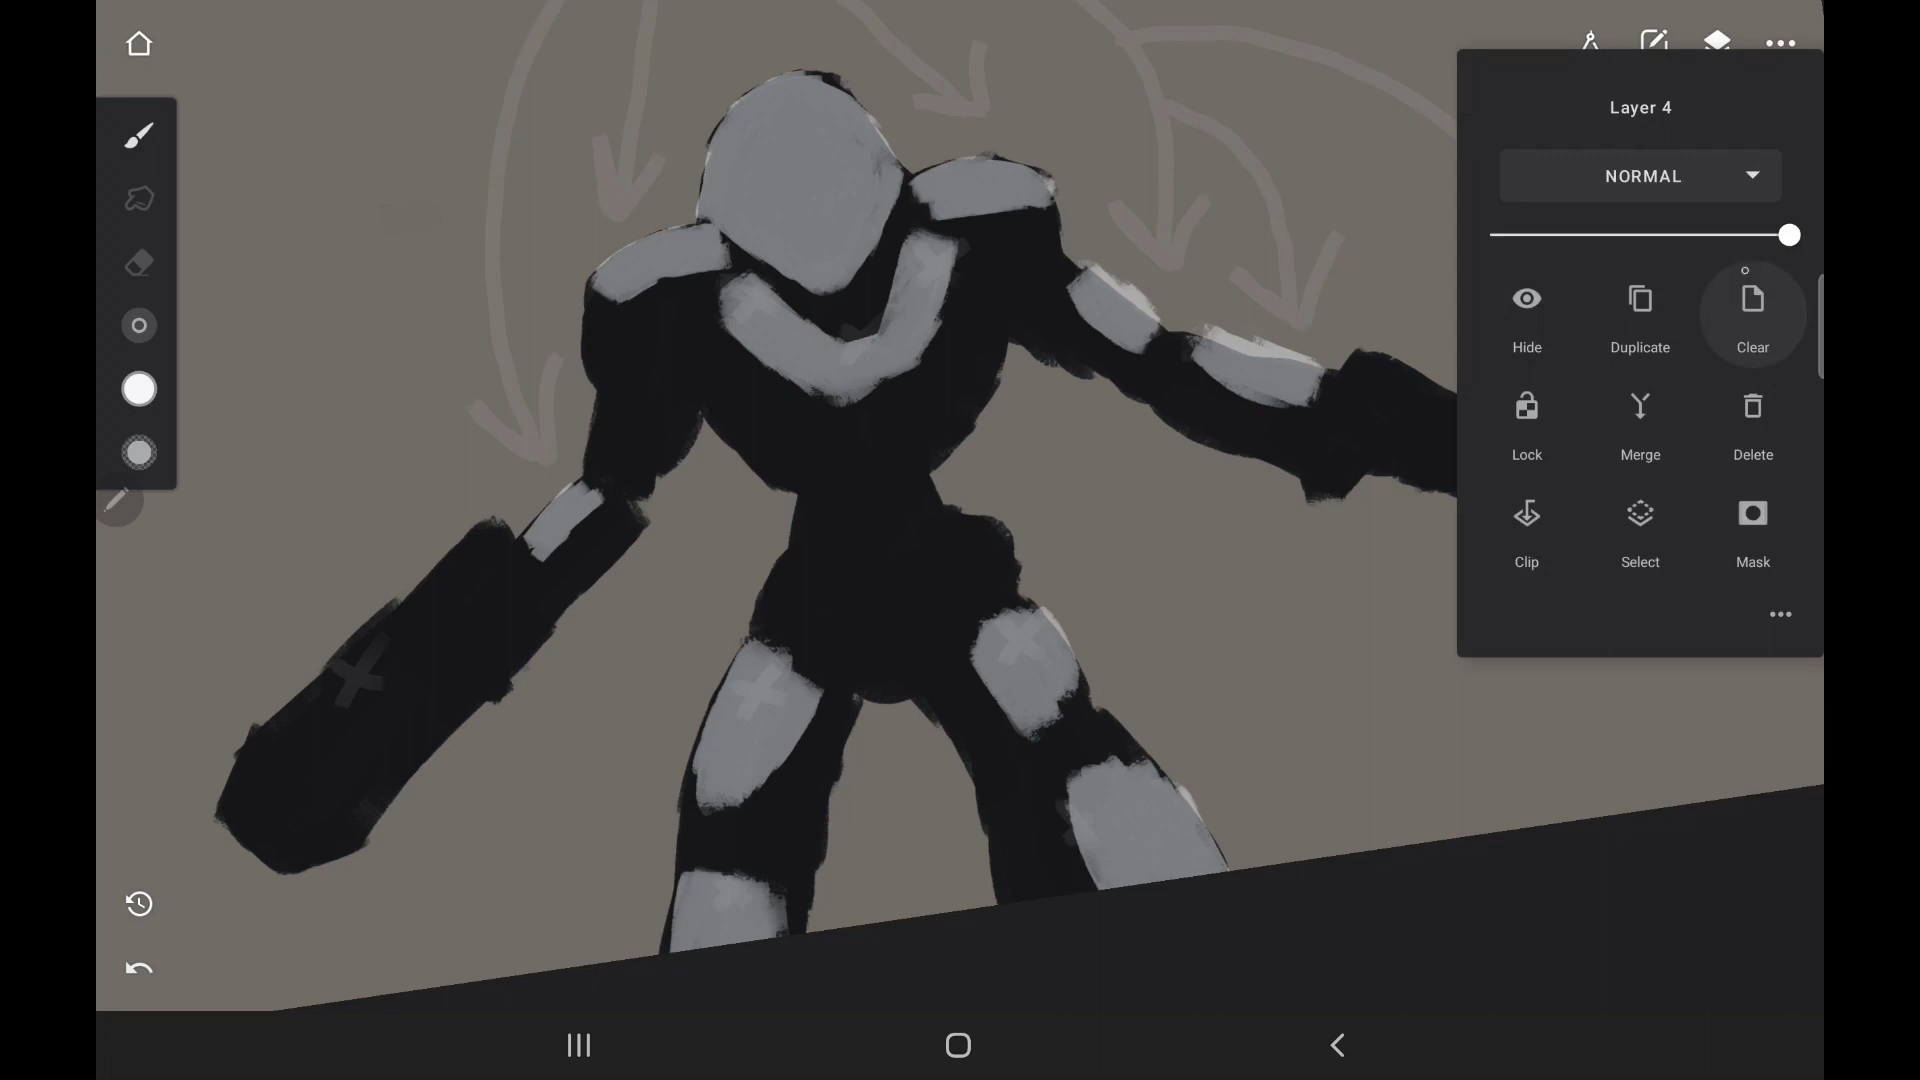 Layer 4
NORMAL
Hide Duplicate Clear
Lock Merge Delete
Clip Select Mask